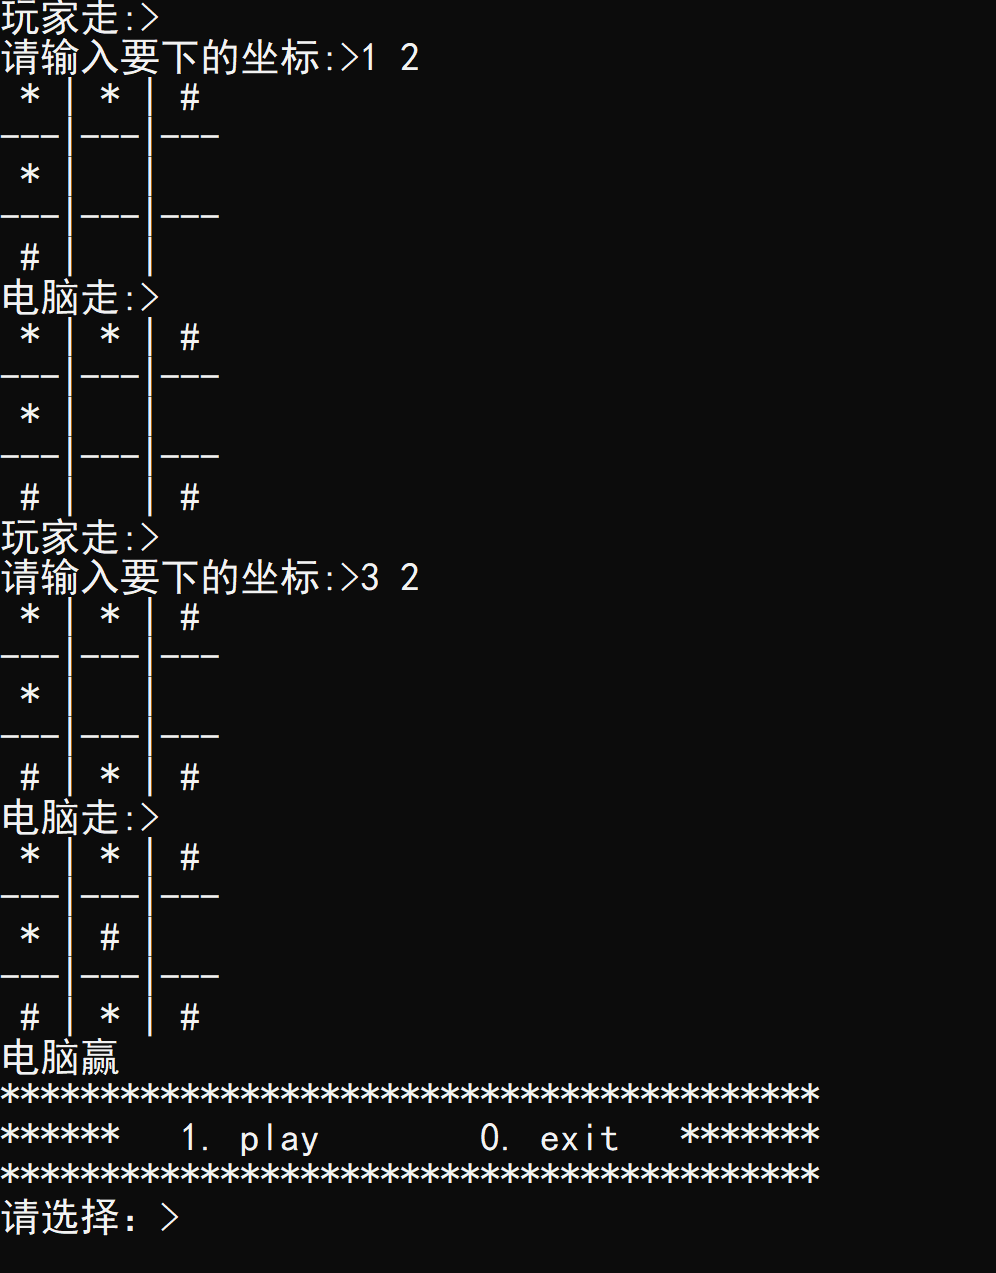 玩家走:>
请输入要下的坐标:>1 2
 * | * | #
---|---|---
 * |   |
---|---|---
 # |   |
电脑走:>
 * | * | #
---|---|---
 * |   |
---|---|---
 # |   | #
玩家走:>
请输入要下的坐标:>3 2
 * | * | #
---|---|---
 * |   |
---|---|---
 # | * | #
电脑走:>
 * | * | #
---|---|---
 * | # |
---|---|---
 # | * | #
电脑赢
*****************************************
******   1. play        0. exit   *******
*****************************************
请选择：>